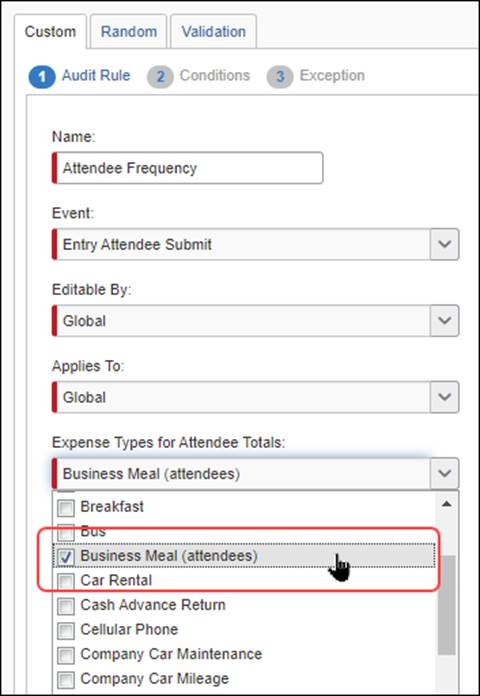 Custom Random Validation
1 Audit Rule 2 Conditions 3 Exception
Name:
Attendee Frequency
Event:
Entry Attendee Submit
Editable By:
Global
Applies To:
Global
Expense Types for Attendee Totals:
Business Meal (attendees)
Breakfast
Bus
Business Meal (attendees)
Car Rental
Cash Advance Return
Cellular Phone
Company Car Maintenance
Company Car Mileage